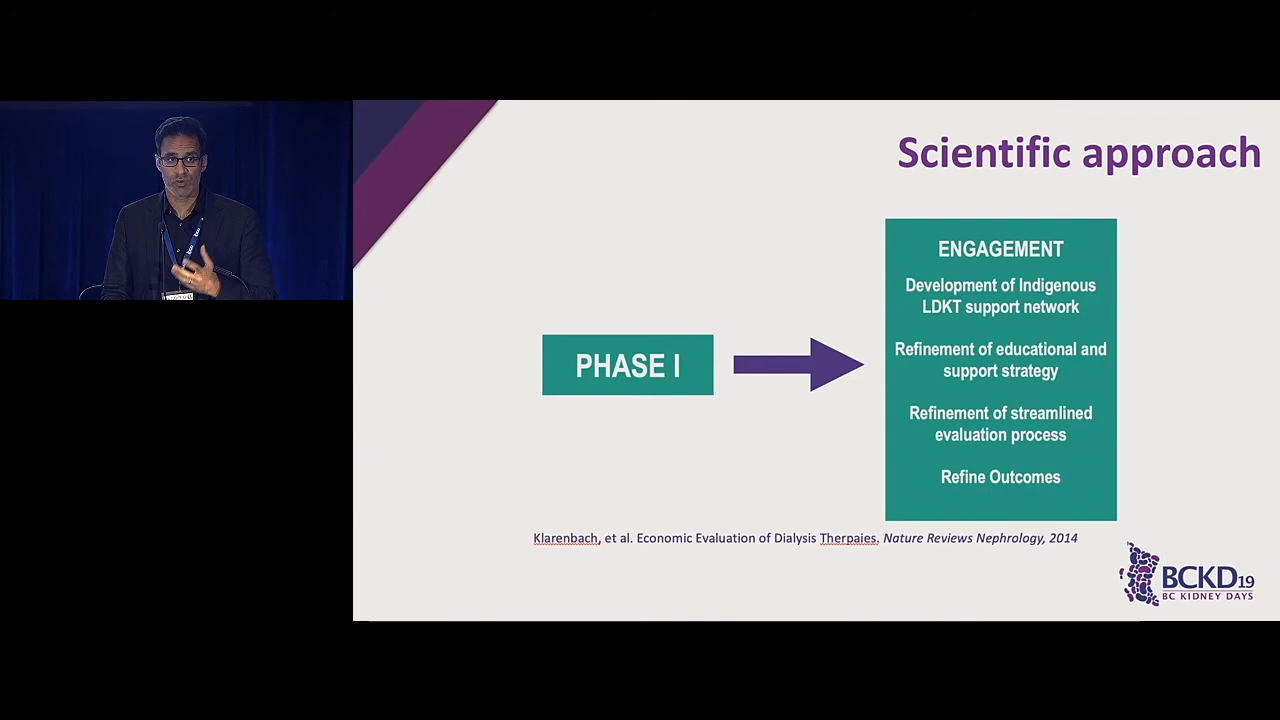 Scientific approach
ENGAGEMENT
Development of Indigenous
LDKT support network
PHASE I
Refinement of educational and
support strategy
Refinement of streamlined
evaluation process
Refine Outcomes
Klarenbach, et al. Economic Evaluation of Dialysis Therpaies. Nature Reviews Nephrology, 2014
BCKD19
BC KIDNEY DAYS